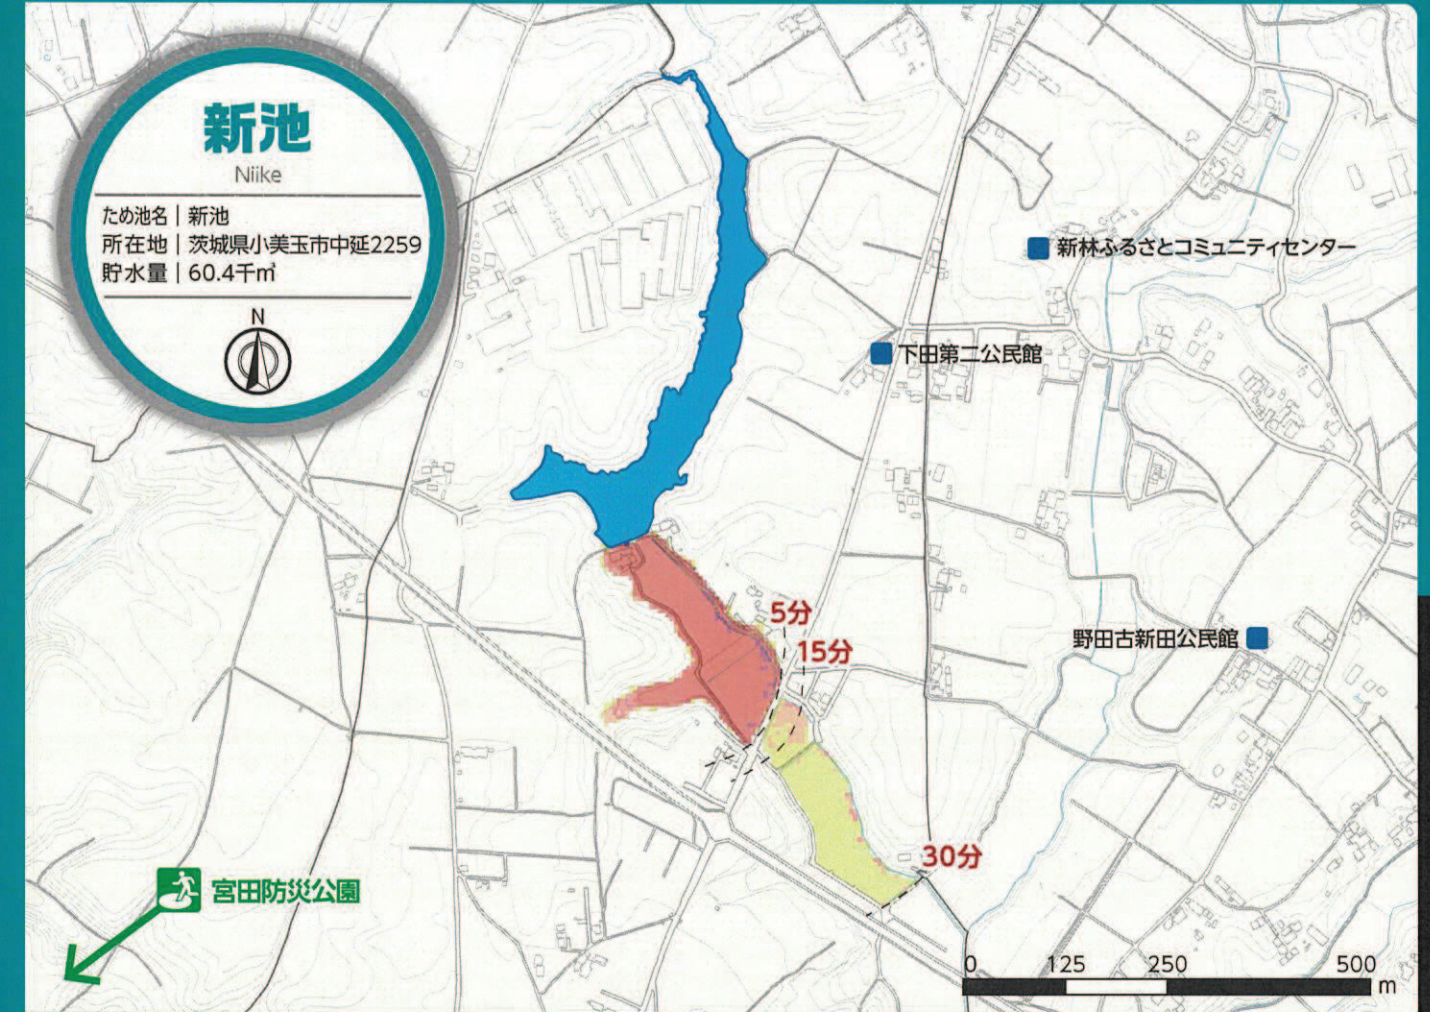 新池
Niike
ため池名 | 新池
所在地 | 茨城県小美玉市中延2259
貯水量 | 60.4千㎥
N
新林ふるさとコミュニティセンター
下田第二公民館
5分
15分
野田古新田公民館
30分
宮田防災公園
0 125 250 500
m